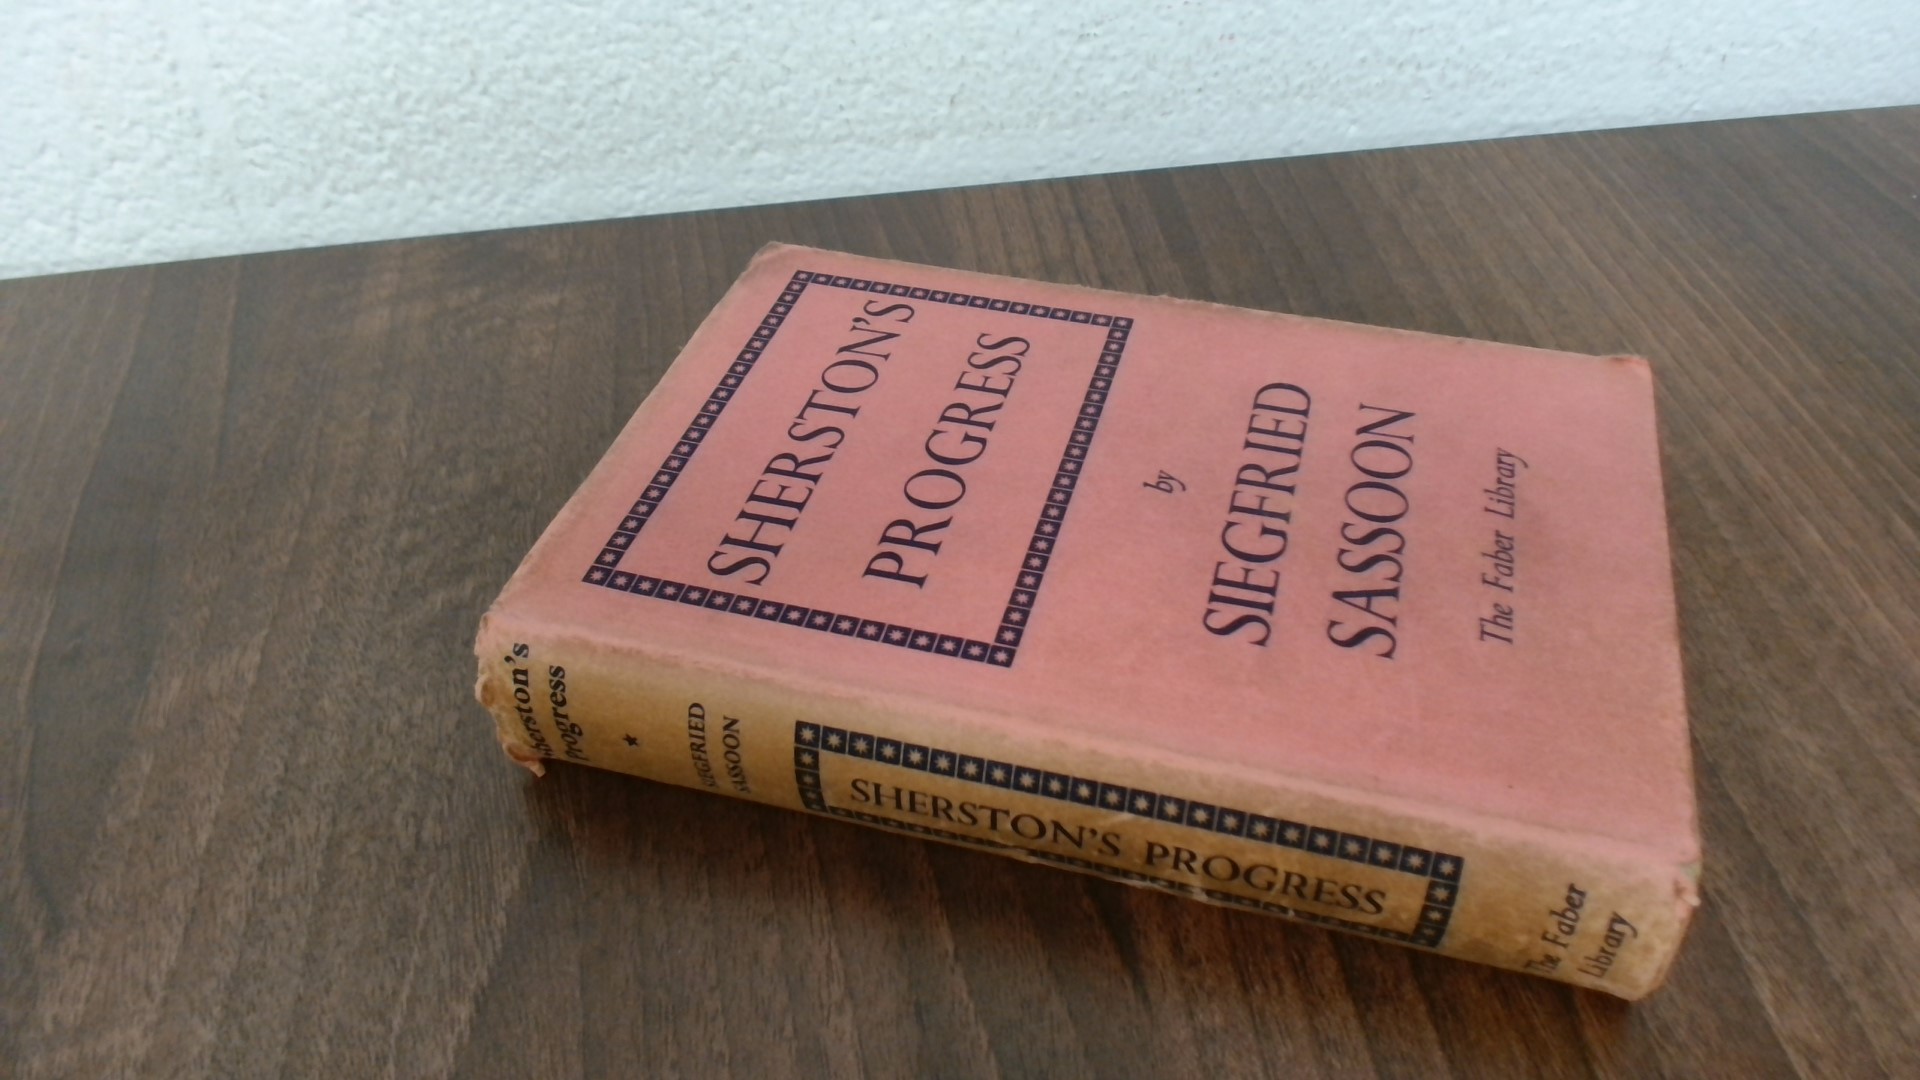 SHERSTON'S
PROGRESS
by
SIEGFRIED
SASSOON
The Faber Library
Sherston's
Progress
SIEGFRIED
SASSOON
SHERSTON'S PROGRESS
The Faber
Library